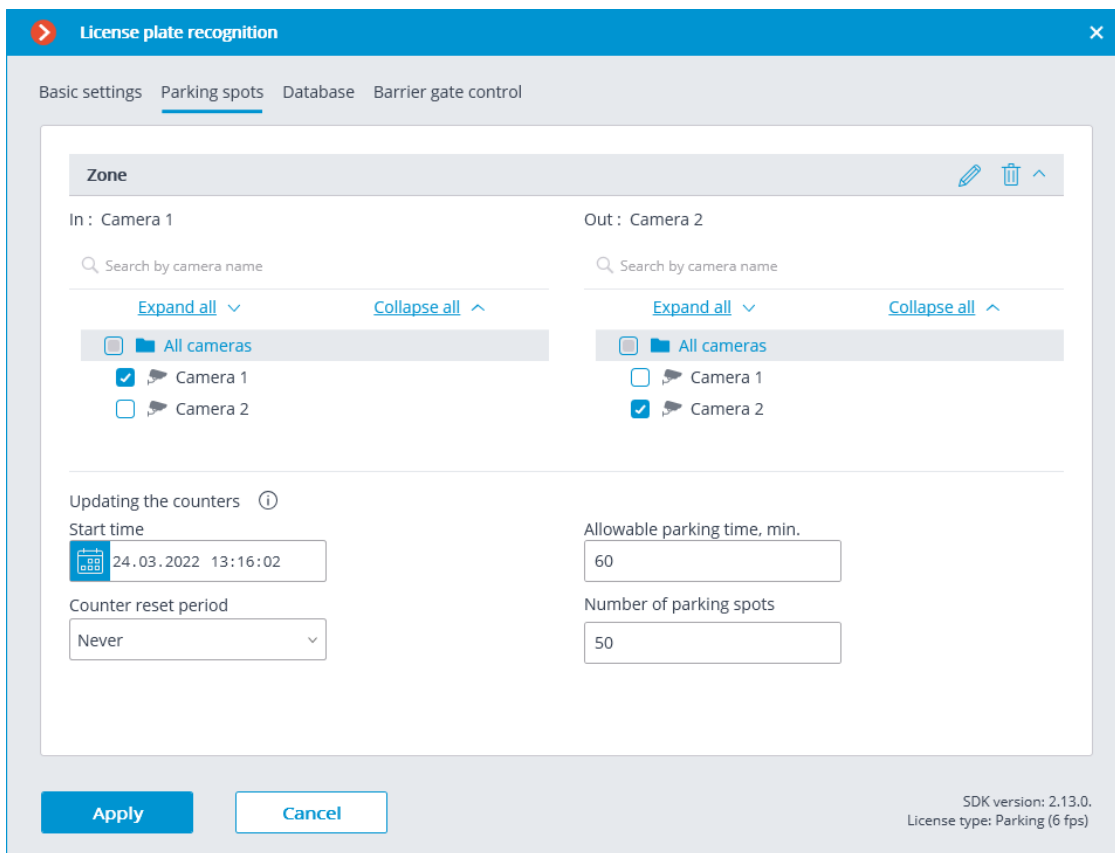 License plate recognition
Basic settings Parking spots Database Barrier gate control
Zone
In : Camera 1
Out : Camera 2
Search by camera name
Search by camera name
Expand all Collapse all
Expand all Collapse all
All cameras
All cameras
Camera 1
Camera 1
Camera 2
Camera 2
Updating the counters
Start time
Allowable parking time, min.
24.03.2022 13:16:02
60
Counter reset period
Number of parking spots
Never
50
Apply
Cancel
SDK version: 2.13.0.
License type: Parking (6 fps)